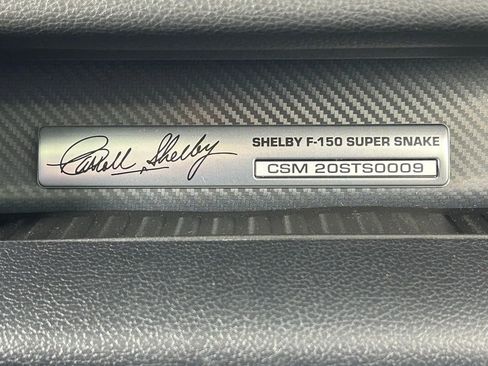 Carroll Shelby
SHELBY F-150 SUPER SNAKE
CSM 20STS0009